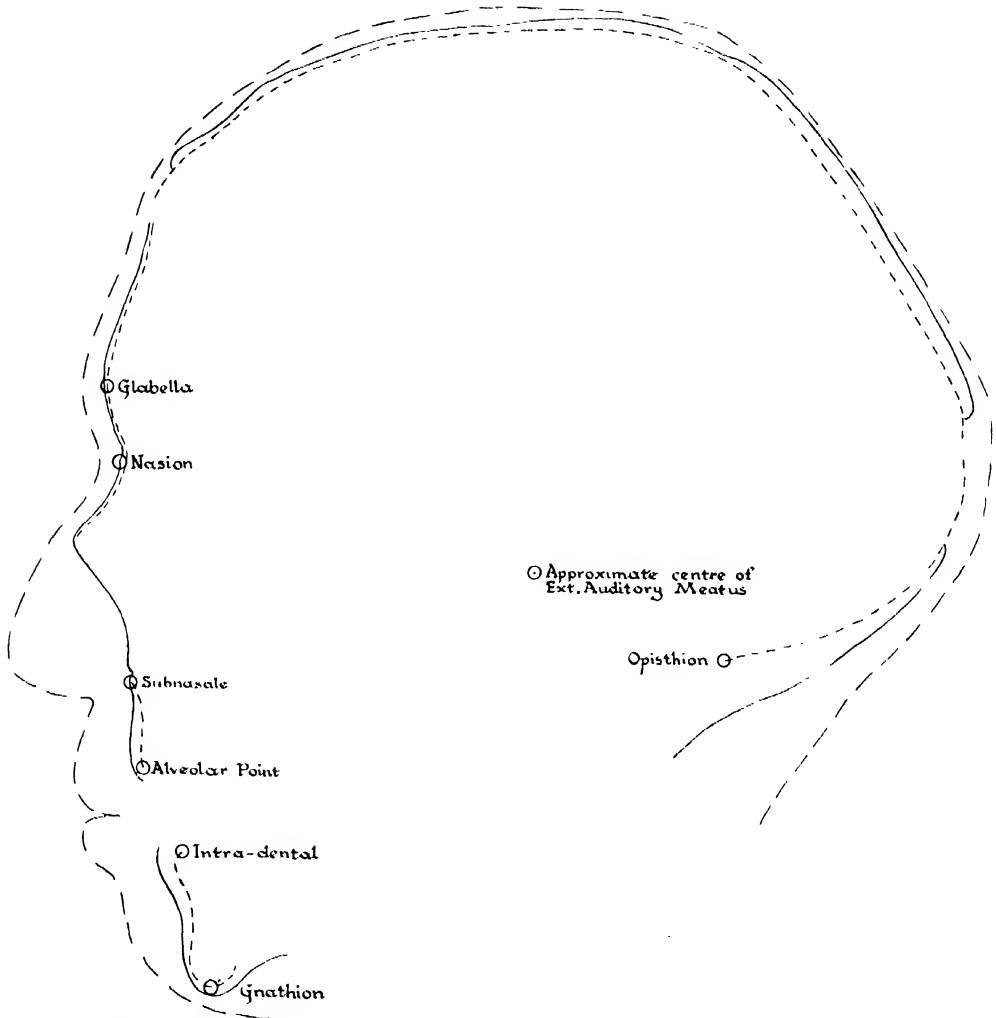 Glabella
Nasion
Approximate centre of
Ext. Auditory Meatus
Opisthion
Subnasale
Alveolar Point
Intra-dental
Gnathion